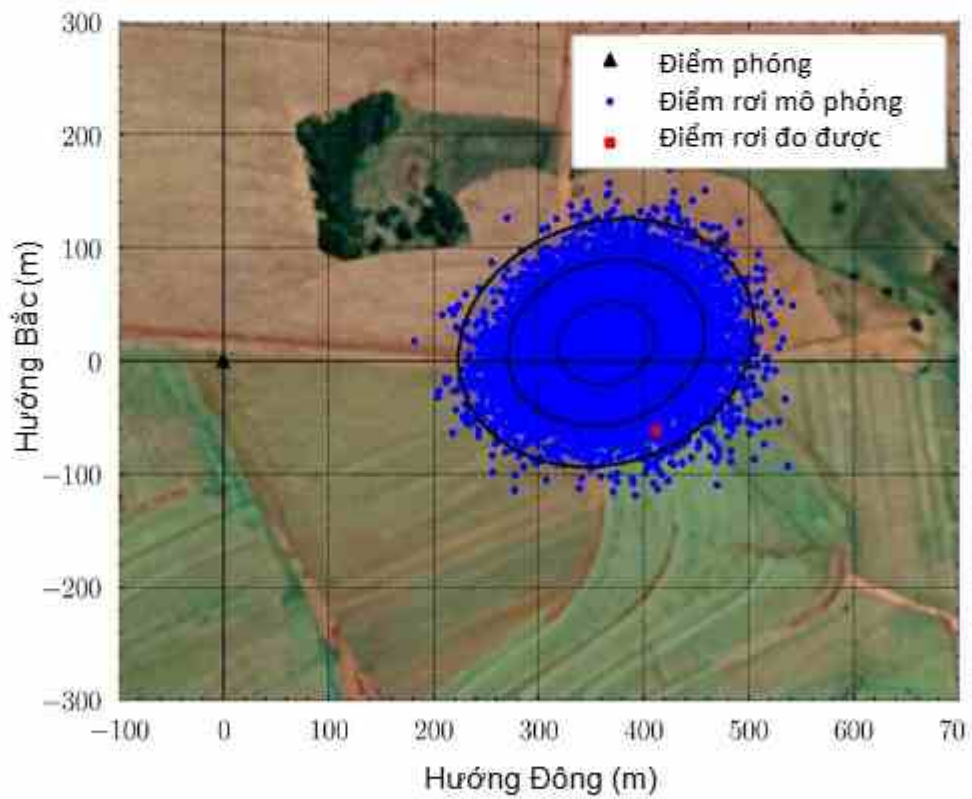 300
200
100
0
−100
−200
−300
Hướng Bắc (m)
Điểm phóng
Điểm rơi mô phỏng
Điểm rơi đo được
−100 0 100 200 300 400 500 600 70
Hướng Đông (m)